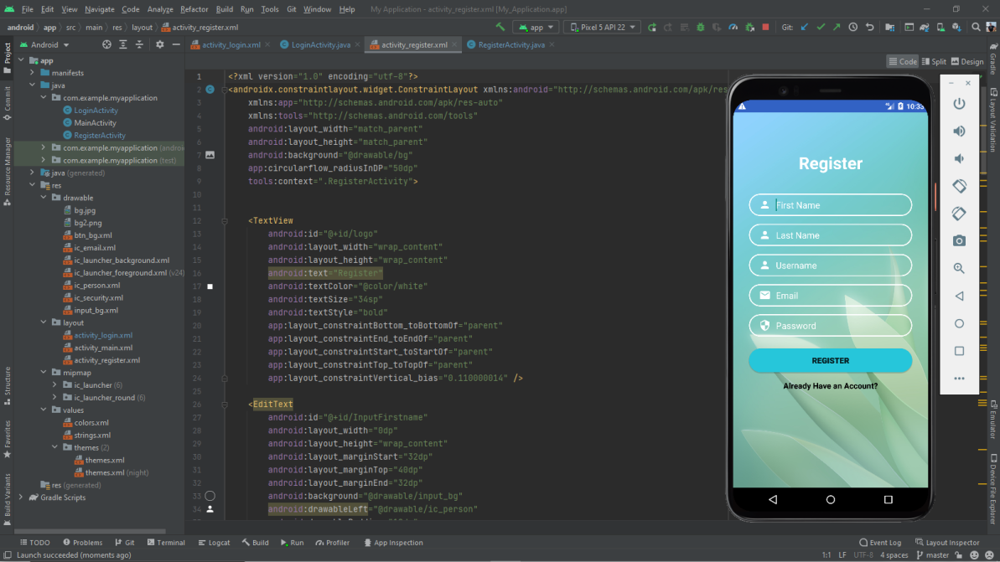 File Edit View Navigate Code Analyze Refactor Build Run Tools Git Window Help My Application - activity_register.xml [My_Application.app]
android app src main res layout activity_register.xml
app Pixel 5 API 22 Git:
Android
activity_login.xml LoginActivity.java activity_register.xml RegisterActivity.java
Code Split Design
Project
Commit
Resource Manager
Structure
Favorites
Build Variants
app
manifests
java
com.example.myapplication
LoginActivity
MainActivity
RegisterActivity
com.example.myapplication (androi
com.example.myapplication (test)
java (generated)
res
drawable
bg.jpg
bg2.png
btn_bg.xml
ic_email.xml
ic_launcher_background.xml
ic_launcher_foreground.xml (v24)
ic_person.xml
ic_security.xml
input_bg.xml
layout
activity_login.xml
activity_main.xml
activity_register.xml
mipmap
ic_launcher (6)
ic_launcher_round (6)
values
colors.xml
strings.xml
themes (2)
themes.xml
themes.xml (night)
res (generated)
Gradle Scripts
1 <?xml version="1.0" encoding="utf-8"?>
2 <androidx.constraintlayout.widget.ConstraintLayout xmlns:android="http://schemas.android.com/apk/res
3 xmlns:app="http://schemas.android.com/apk/res-auto"
4 xmlns:tools="http://schemas.android.com/tools"
5 android:layout_width="match_parent"
6 android:layout_height="match_parent"
7 android:background="@drawable/bg"
8 app:circularflow_radiusInDP="50dp"
9 tools:context=".RegisterActivity">
10
11
12 <TextView
13 android:id="@+id/logo"
14 android:layout_width="wrap_content"
15 android:layout_height="wrap_content"
16 android:text="Register"
17 android:textColor="@color/white"
18 android:textSize="34sp"
19 android:textStyle="bold"
20 app:layout_constraintBottom_toBottomOf="parent"
21 app:layout_constraintEnd_toEndOf="parent"
22 app:layout_constraintStart_toStartOf="parent"
23 app:layout_constraintTop_toTopOf="parent"
24 app:layout_constraintVertical_bias="0.110000014" />
25
26 <EditText
27 android:id="@+id/InputFirstname"
28 android:layout_width="0dp"
29 android:layout_height="wrap_content"
30 android:layout_marginStart="32dp"
31 android:layout_marginTop="40dp"
32 android:layout_marginEnd="32dp"
33 android:background="@drawable/input_bg"
34 android:drawableLeft="@drawable/ic_person"
10:33
Register
First Name
Last Name
Username
Email
Password
REGISTER
Already Have an Account?
Gradle
Layout Validation
Emulator
Device File Explorer
TODO Problems Git Terminal Logcat Build Run Profiler App Inspection Event Log Layout Inspector
Launch succeeded (moments ago) 1:1 LF UTF-8 4 spaces master